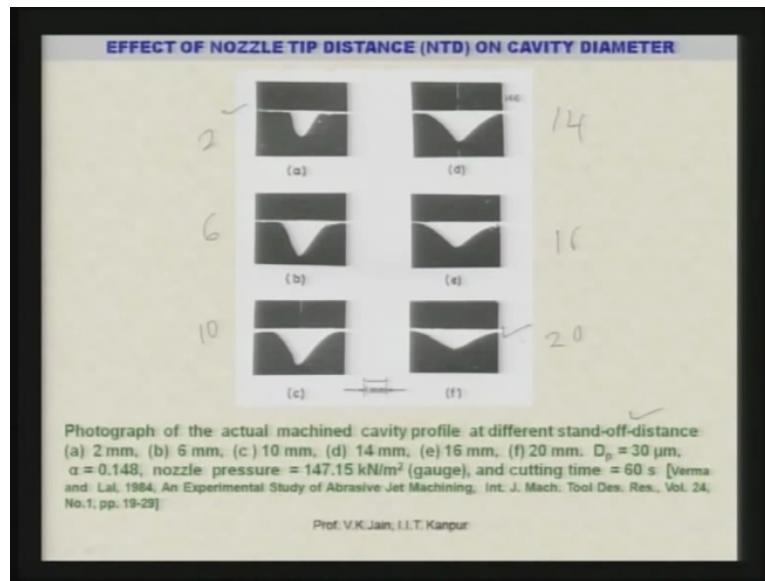 EFFECT OF NOZZLE TIP DISTANCE (NTD) ON CAVITY DIAMETER
2
14
(a)
(d)
6
16
(b)
(e)
10
20
(c)
(f)
Photograph of the actual machined cavity profile at different stand-off-distance
(a) 2 mm, (b) 6 mm, (c) 10 mm, (d) 14 mm, (e) 16 mm, (f) 20 mm. Dp = 30 μm,
α = 0.148, nozzle pressure = 147.15 kN/m² (gauge), and cutting time = 60 s [Verma
and Lal, 1984, An Experimental Study of Abrasive Jet Machining, Int. J. Mach. Tool Des. Res., Vol. 24,
No.1, pp. 19-29]
Prof. V.K.Jain, I.I.T. Kanpur